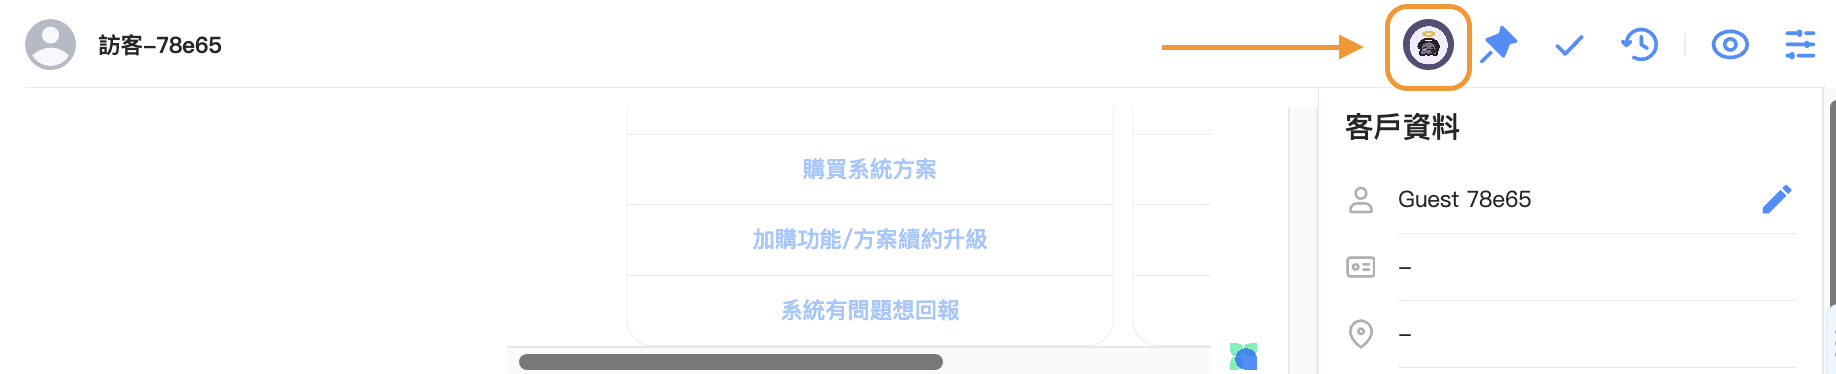 訪客-78e65
購買系統方案
加購功能/方案續約升級
系統有問題想回報
客戶資料
Guest 78e65
–
–